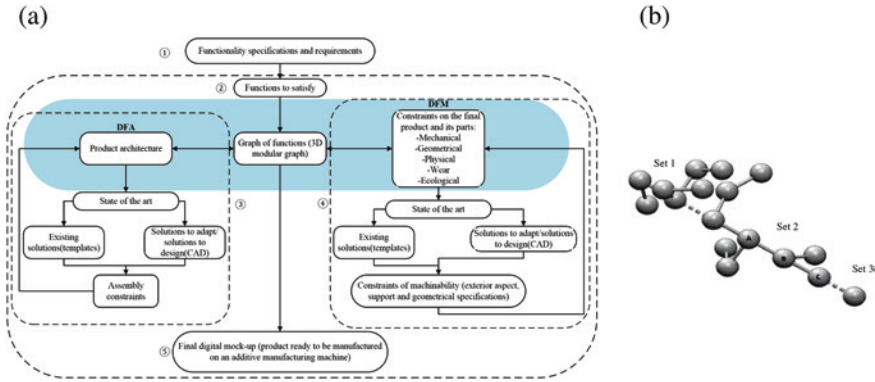 (a)
(b)
①
Functionality specifications and requirements
②
Functions to satisfy
DFA
DFM
Product architecture
Graph of functions (3D
modular graph)
Constraints on the final
product and its parts:
-Mechanical
-Geometrical
-Physical
-Wear
-Ecological
State of the art
③
④
State of the art
Existing
solutions(templates)
Solutions to adapt/
solutions to
design(CAD)
Existing
solutions(templates)
Solutions to adapt/solutions
to design(CAD)
Assembly
constraints
Constraints of machinability (exterior aspect,
support and geometrical specifications)
⑤
Final digital mock-up (product ready to be manufactured
on an additive manufacturing machine)
Set 1
Set 2
A
B
C
Set 3